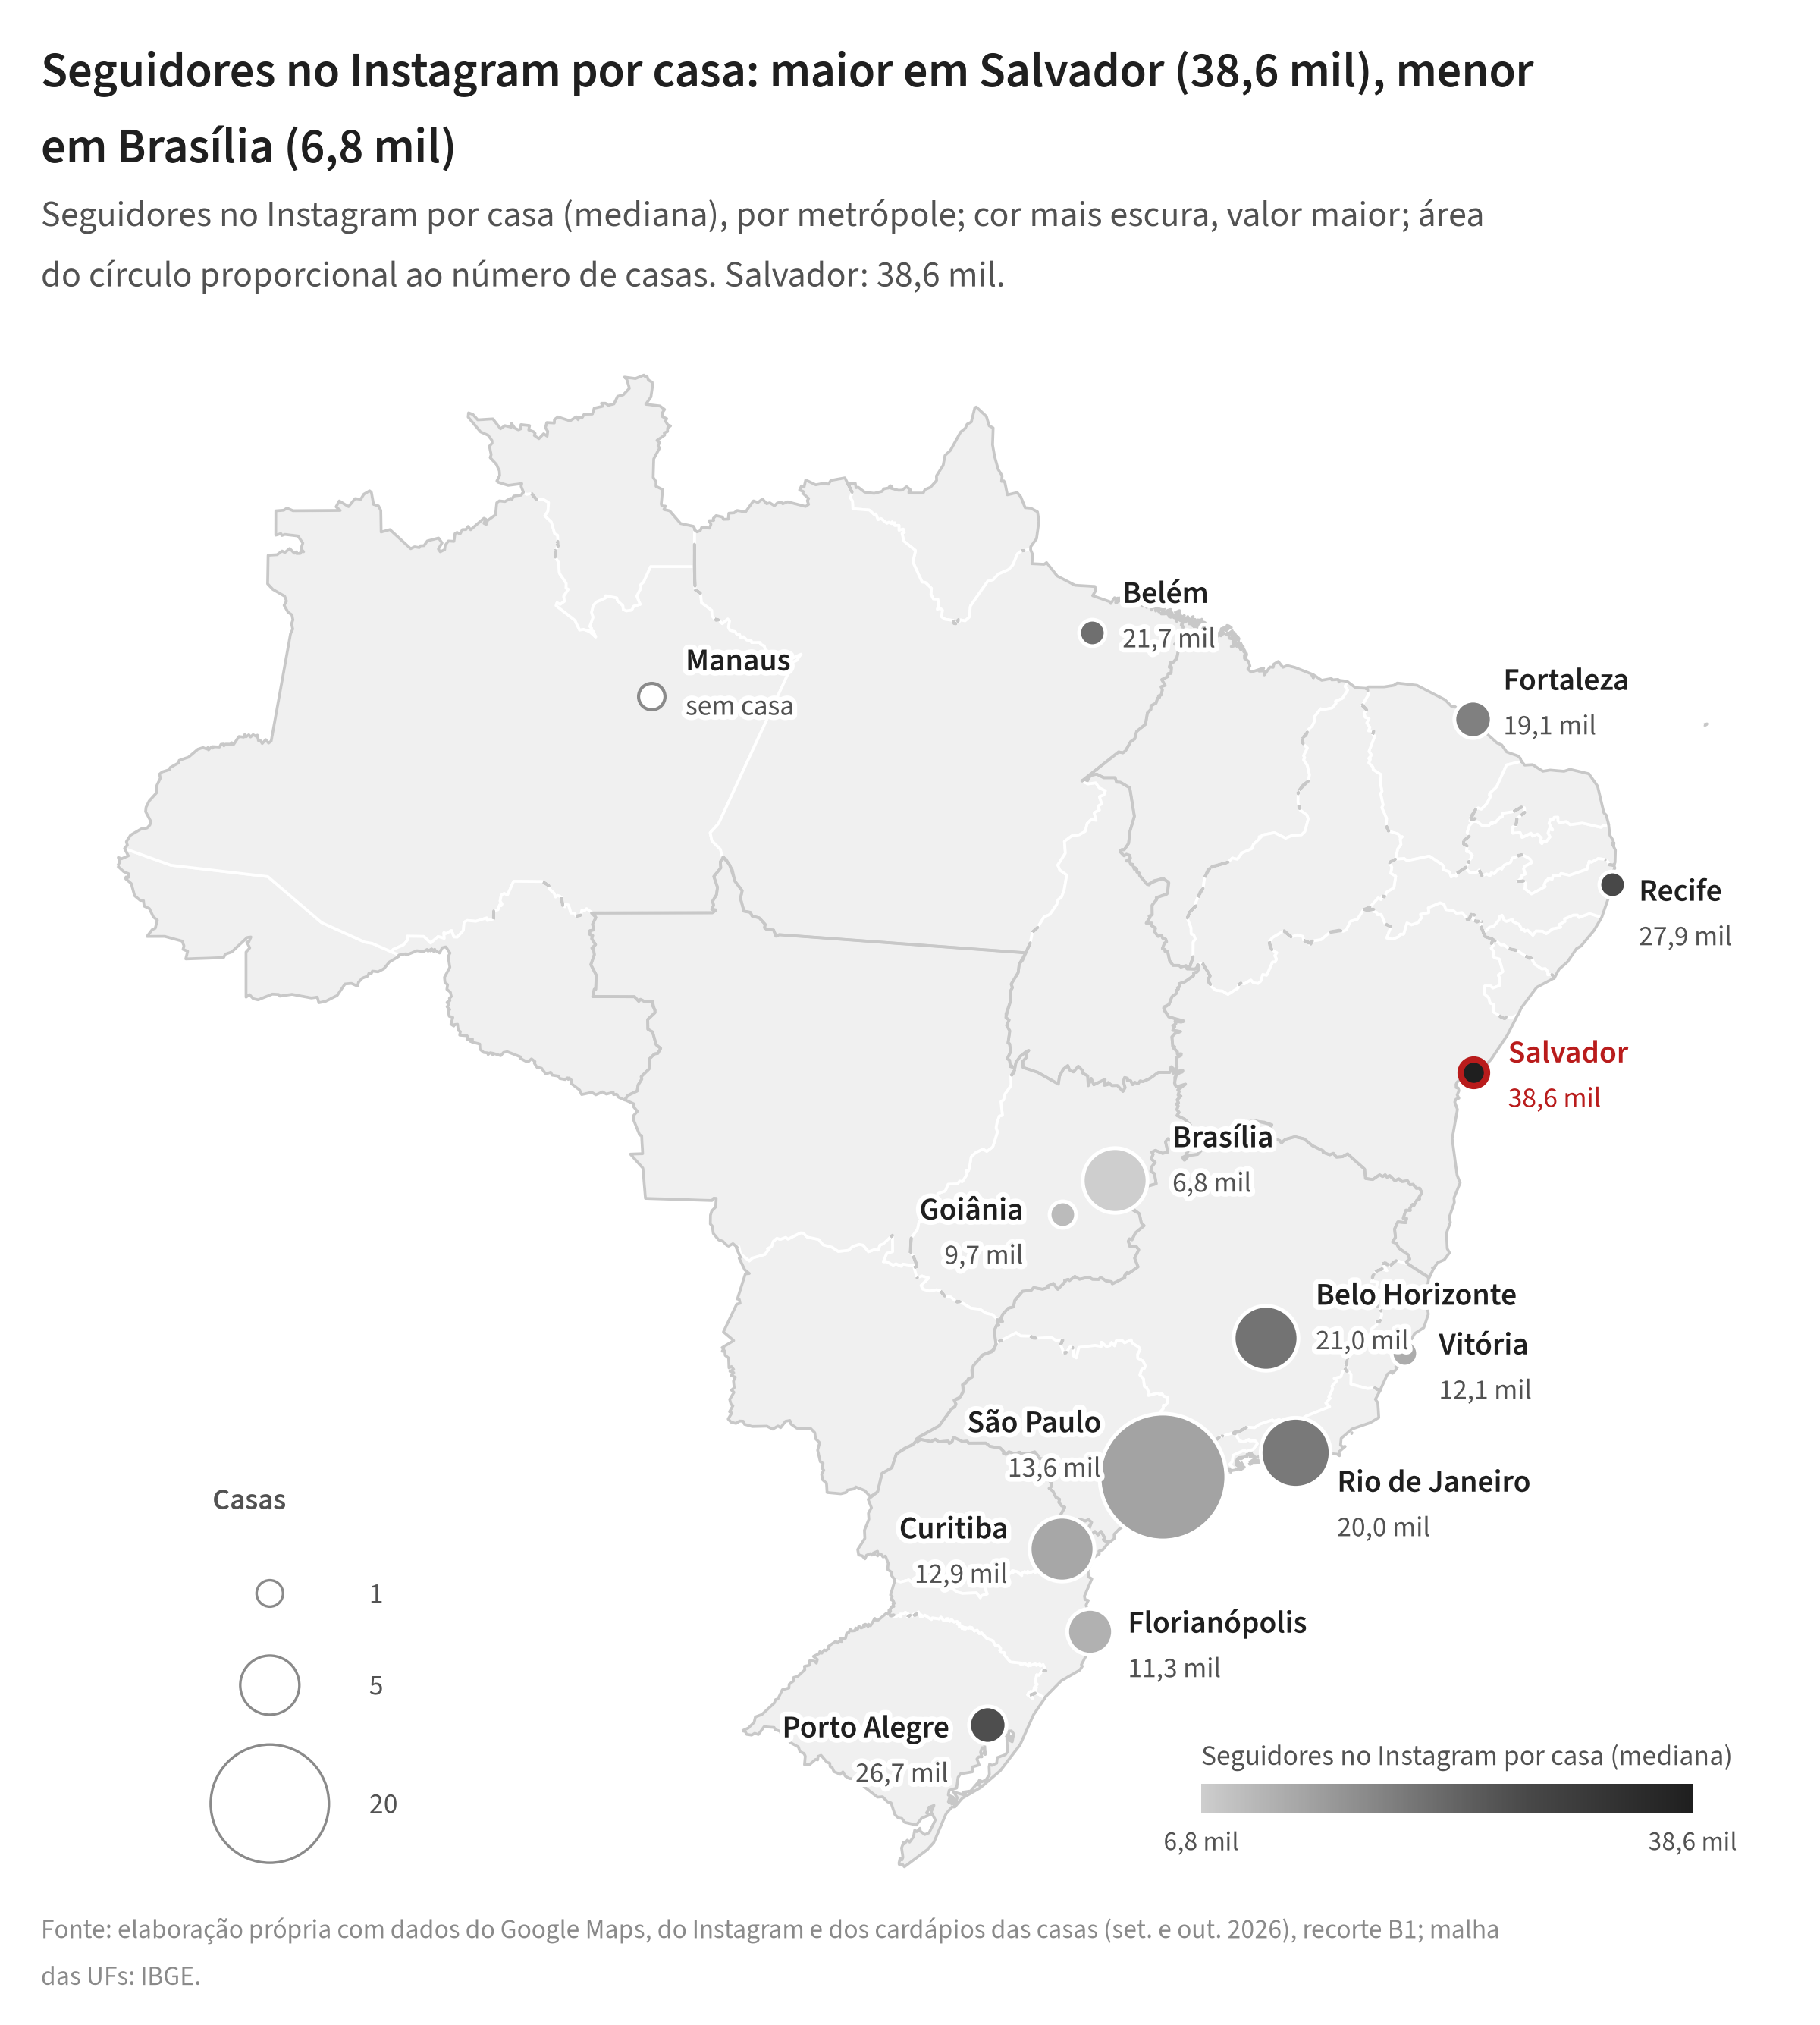 Seguidores no Instagram por casa: maior em Salvador (38,6 mil), menor
em Brasília (6,8 mil)
Seguidores no Instagram por casa (mediana), por metrópole; cor mais escura, valor maior; área
do círculo proporcional ao número de casas. Salvador: 38,6 mil.
Belém
21,7 mil
Manaus
sem casa
Fortaleza
19,1 mil
Recife
27,9 mil
Salvador
38,6 mil
Brasília
6,8 mil
Goiânia
9,7 mil
Belo Horizonte
21,0 mil
Vitória
12,1 mil
São Paulo
13,6 mil
Rio de Janeiro
20,0 mil
Curitiba
12,9 mil
Florianópolis
11,3 mil
Porto Alegre
26,7 mil
Casas
1
5
20
Seguidores no Instagram por casa (mediana)
6,8 mil
38,6 mil
Fonte: elaboração própria com dados do Google Maps, do Instagram e dos cardápios das casas (set. e out. 2026), recorte B1; malha
das UFs: IBGE.